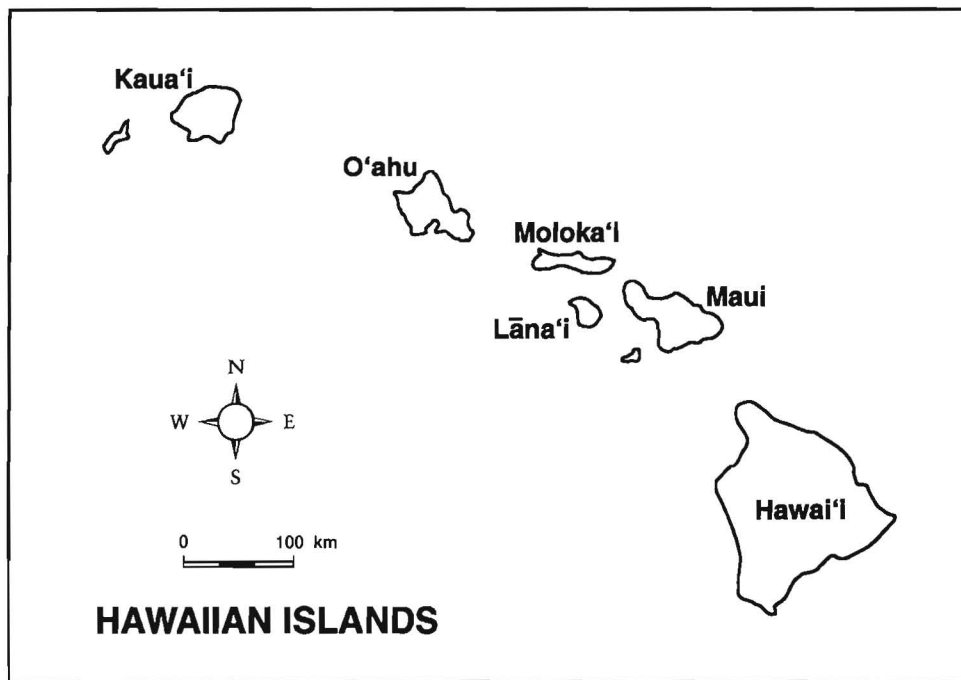 Kaua‘i
O‘ahu
Moloka‘i
Maui
Lāna‘i
N
W E
S
Hawai‘i
0 100 km
HAWAIIAN ISLANDS